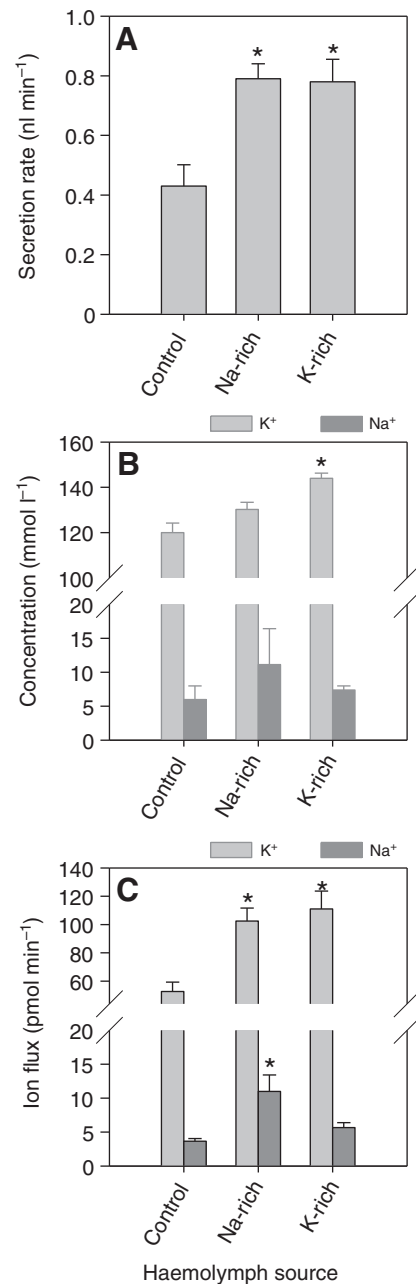 A
Secretion rate (nl min⁻¹)
1.0
0.8
0.6
0.4
0.2
0
*
*
Control
Na-rich
K-rich
K⁺
Na⁺
B
Concentration (mmol l⁻¹)
160
140
120
100
20
15
10
5
0
*
Control
Na-rich
K-rich
K⁺
Na⁺
C
Ion flux (pmol min⁻¹)
140
120
100
80
60
20
15
10
5
0
*
*
*
Control
Na-rich
K-rich
Haemolymph source